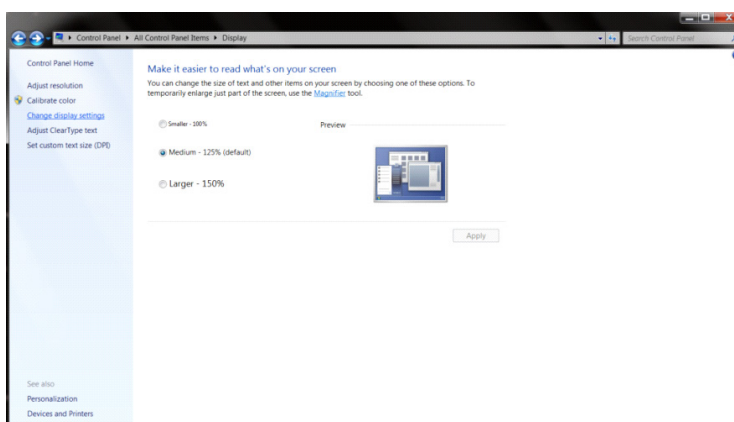 Control Panel ▸ All Control Panel Items ▸ Display
Search Control Panel
Control Panel Home
Adjust resolution
Calibrate color
Change display settings
Adjust ClearType text
Set custom text size (DPI)
Make it easier to read what's on your screen
You can change the size of text and other items on your screen by choosing one of these options. To
temporarily enlarge just part of the screen, use the Magnifier tool.
Smaller - 100%
Preview
Medium - 125% (default)
Larger - 150%
Apply
See also
Personalization
Devices and Printers